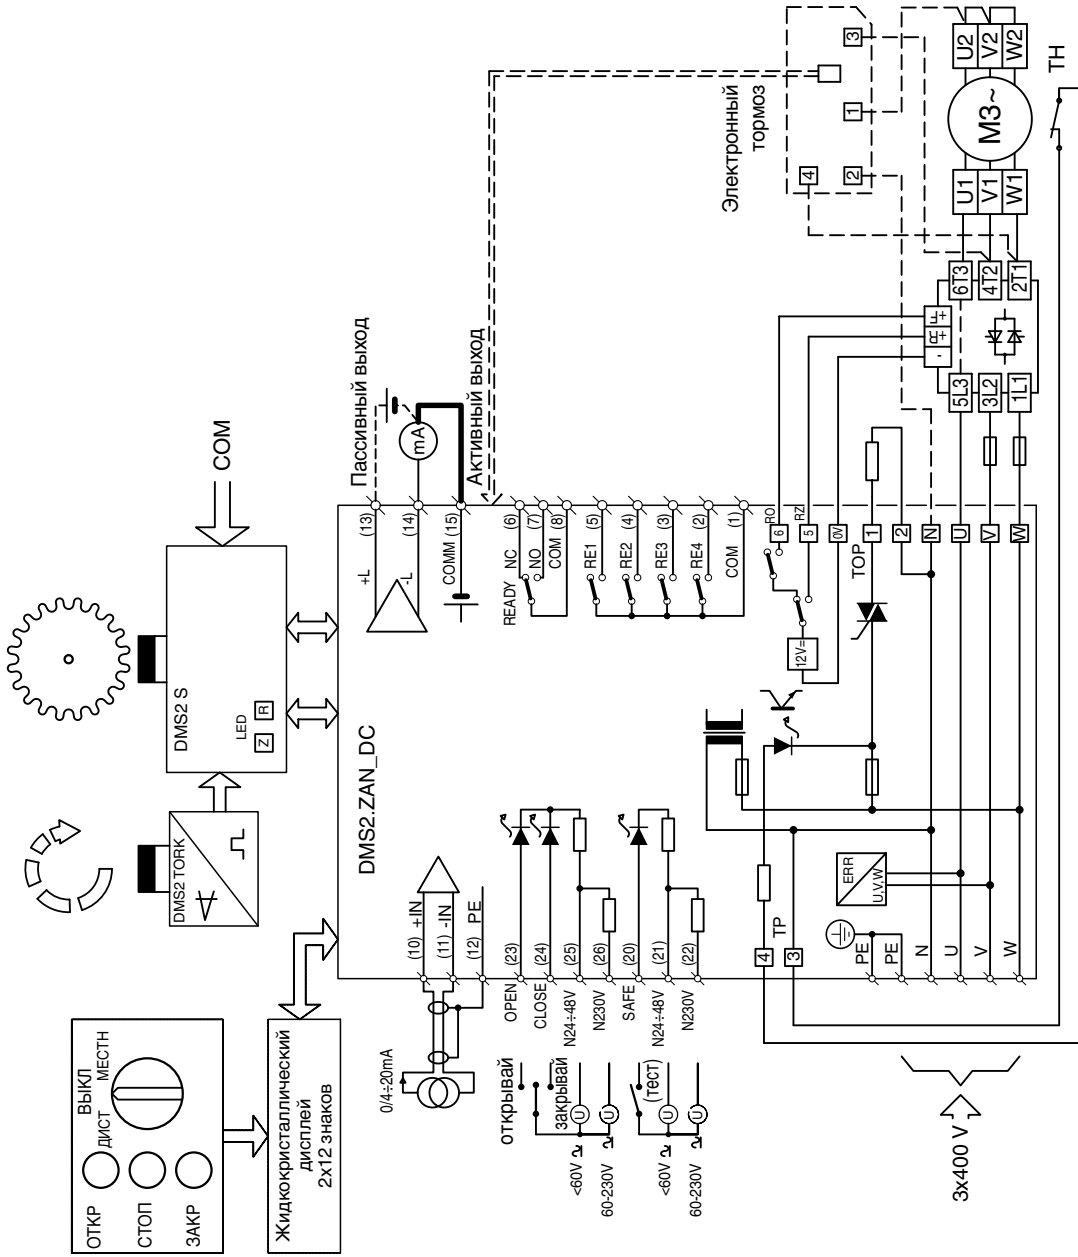 ОТКР
СТОП
ЗАКР
ДИСТ
ВЫКЛ
МЕСТН
Жидкокристаллический
дисплей
2x12 знаков
DMS2 TORK
DMS2 S
LED
Z
R
COM
DMS2.ZAN_DC
0/4÷20mA
(10) +IN
(11) -IN
(12) PE
OPEN (23)
CLOSE (24)
N24÷48V (25)
N230V (26)
SAFE (20)
N24÷48V (21)
N230V (22)
открывай
закрывай
U
U
<60V
60-230V
(тест)
U
U
<60V
60-230V
4
TP
3
PE
PE
N
U
V
W
3x400 V
ERR
U,V,W
+L (13)
-L (14)
COMM (15)
Пассивный выход
mA
Активный выход
READY
NC (6)
NO (7)
COM (8)
RE1 (5)
RE2 (4)
RE3 (3)
RE4 (2)
COM (1)
12V=
6 RO
5 RZ
0V
TOP
1
2
N
U
V
W
Электронный
тормоз
4
2
1
3
-
+R
+F
5L3
3L2
1L1
6T3
4T2
2T1
U1
V1
W1
M3~
U2
V2
W2
TH